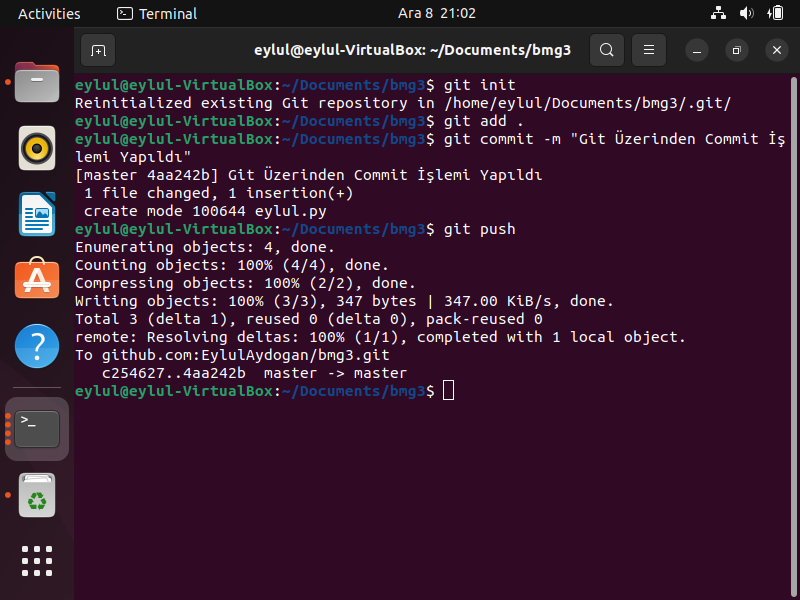 Activities Terminal Ara 8 21:02
eylul@eylul-VirtualBox: ~/Documents/bmg3
eylul@eylul-VirtualBox:~/Documents/bmg3$ git init
Reinitialized existing Git repository in /home/eylul/Documents/bmg3/.git/
eylul@eylul-VirtualBox:~/Documents/bmg3$ git add .
eylul@eylul-VirtualBox:~/Documents/bmg3$ git commit -m "Git Üzerinden Commit İş
lemi Yapıldı"
[master 4aa242b] Git Üzerinden Commit İşlemi Yapıldı
 1 file changed, 1 insertion(+)
 create mode 100644 eylul.py
eylul@eylul-VirtualBox:~/Documents/bmg3$ git push
Enumerating objects: 4, done.
Counting objects: 100% (4/4), done.
Compressing objects: 100% (2/2), done.
Writing objects: 100% (3/3), 347 bytes | 347.00 KiB/s, done.
Total 3 (delta 1), reused 0 (delta 0), pack-reused 0
remote: Resolving deltas: 100% (1/1), completed with 1 local object.
To github.com:EylulAydogan/bmg3.git
   c254627..4aa242b  master -> master
eylul@eylul-VirtualBox:~/Documents/bmg3$